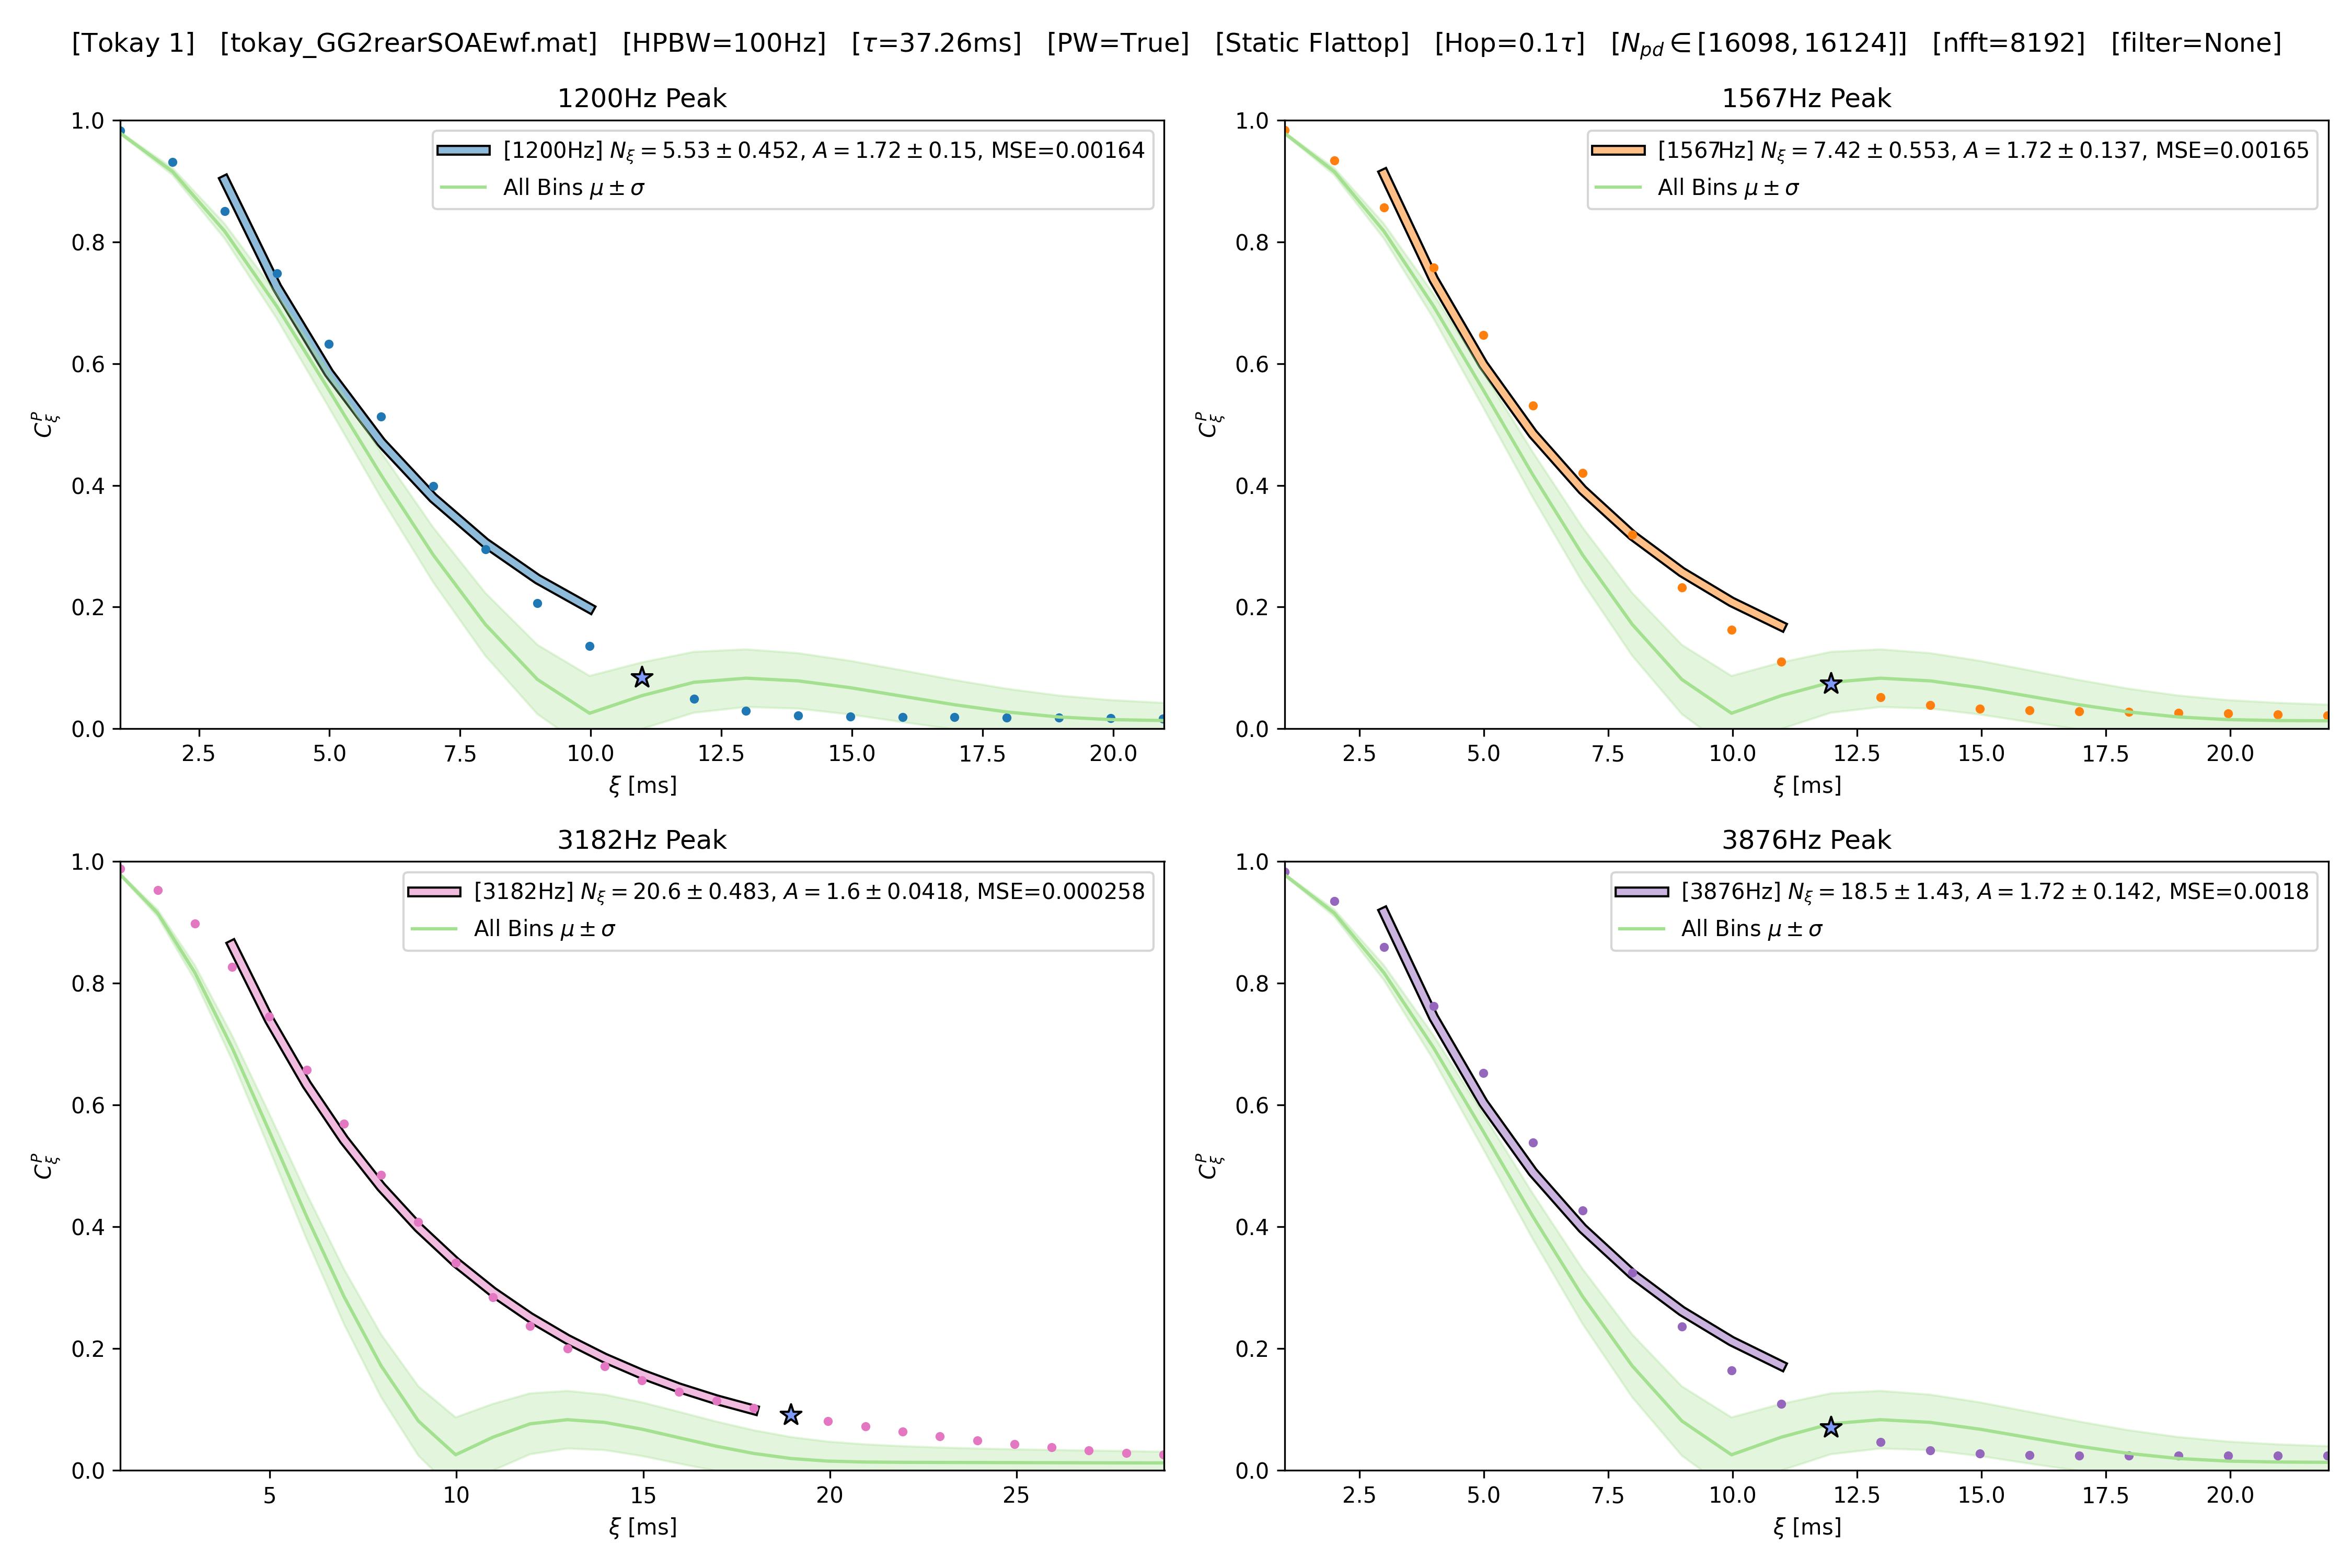 [Tokay 1] [tokay_GG2rearSOAEwf.mat] [HPBW=100Hz] [τ=37.26ms] [PW=True] [Static Flattop] [Hop=0.1τ] [N_pd ∈ [16098, 16124]] [nfft=8192] [filter=None]
1200Hz Peak
[1200Hz] N_ξ = 5.53 ± 0.452, A = 1.72 ± 0.15, MSE=0.00164
All Bins μ ± σ
1.0
0.8
0.6
0.4
0.2
0.0
C_ξ^P
2.5 5.0 7.5 10.0 12.5 15.0 17.5 20.0
ξ [ms]
1567Hz Peak
[1567Hz] N_ξ = 7.42 ± 0.553, A = 1.72 ± 0.137, MSE=0.00165
All Bins μ ± σ
1.0
0.8
0.6
0.4
0.2
0.0
C_ξ^P
2.5 5.0 7.5 10.0 12.5 15.0 17.5 20.0
ξ [ms]
3182Hz Peak
[3182Hz] N_ξ = 20.6 ± 0.483, A = 1.6 ± 0.0418, MSE=0.000258
All Bins μ ± σ
1.0
0.8
0.6
0.4
0.2
0.0
C_ξ^P
5 10 15 20 25
ξ [ms]
3876Hz Peak
[3876Hz] N_ξ = 18.5 ± 1.43, A = 1.72 ± 0.142, MSE=0.0018
All Bins μ ± σ
1.0
0.8
0.6
0.4
0.2
0.0
C_ξ^P
2.5 5.0 7.5 10.0 12.5 15.0 17.5 20.0
ξ [ms]